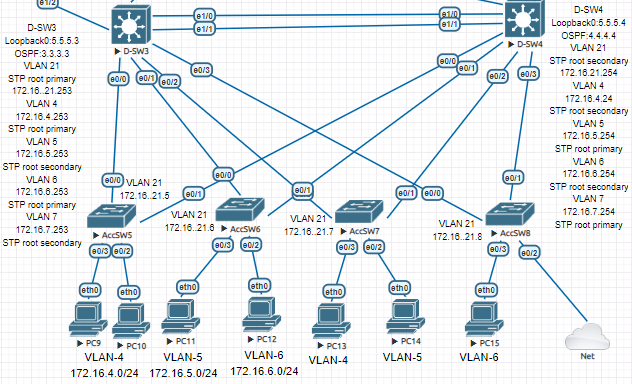 e1/2
D-SW3
Loopback0:5.5.5.3
OSPF:3.3.3.3
VLAN 21
STP root primary
172.16..21.253
VLAN 4
172.16.4.253
STP root primary
VLAN 5
172.16.5.253
STP root secondary
VLAN 6
172.16.6.253
STP root primary
VLAN 7
172.16.7.253
STP root secondary
e1/0
e1/1
e1/0
e1/1
D-SW3
D-SW4
e0/0
e0/1
e0/2
e0/3
e0/0
e0/1
e0/2
e0/3
D-SW4
Loopback0:5.5.5.4
OSPF:4.4.4.4
VLAN 21
STP root secondary
172.16.21.254
VLAN 4
172.16.4.24
STP root secondary
VLAN 5
172.16.5.254
STP root primary
VLAN 6
172.16.6.254
STP root secondary
VLAN 7
172.16.7.254
STP root primary
e0/0
e0/1
e0/0
e0/1
e0/1
e0/0
e0/1
VLAN 21
172.16..21.5
VLAN 21
172.16..21.6
VLAN 21
172.16..21.7
VLAN 21
172.16..21.8
AccSW5
AccSW6
AccSW7
AccSW8
e0/3
e0/2
e0/3
e0/2
e0/3
e0/2
e0/3
e0/2
eth0
eth0
eth0
eth0
eth0
eth0
eth0
PC9
PC10
PC11
PC12
PC13
PC14
PC15
Net
VLAN-4
172.16.4.0/24
VLAN-5
172.16.5.0/24
VLAN-6
172.16.6.0/24
VLAN-4
VLAN-5
VLAN-6